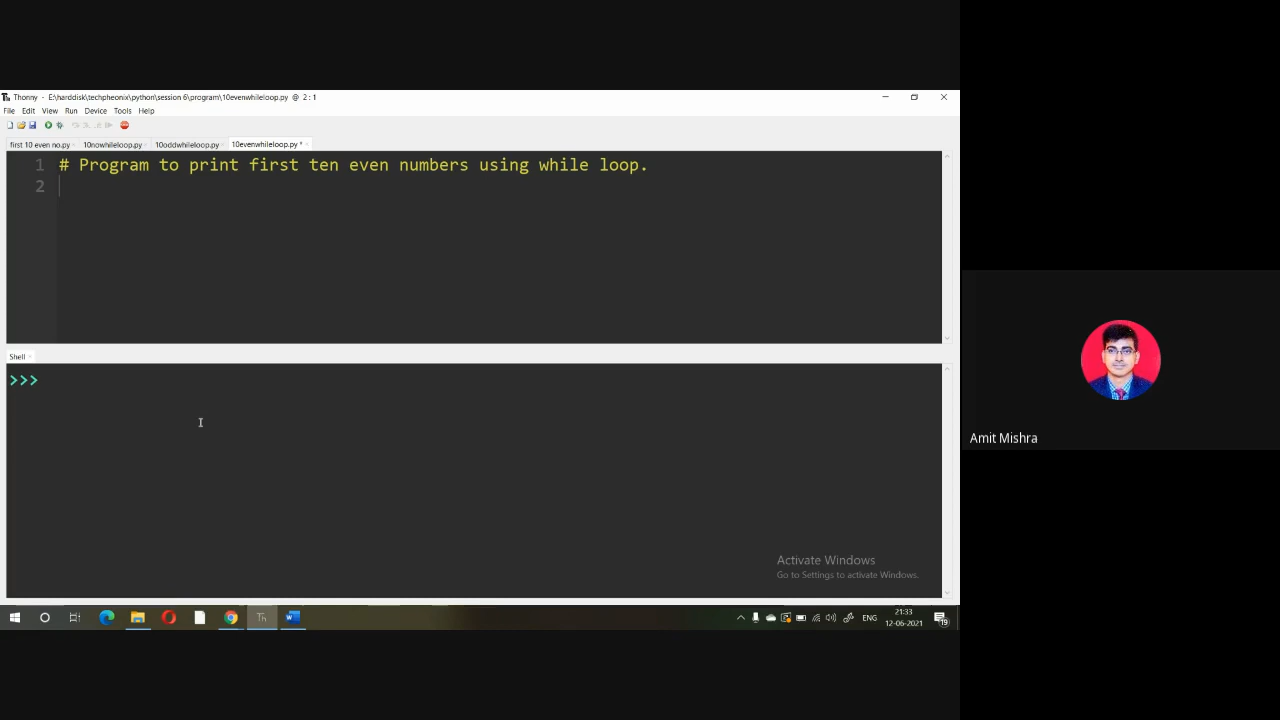 Th Thonny - E:\harddisk\techpheonix\python\session 6\program\10evenwhileloop.py @ 2 : 1
File Edit View Run Device Tools Help
first 10 even no.py 10nowhileloop.py 10oddwhileloop.py 10evenwhileloop.py *
1 # Program to print first ten even numbers using while loop.
2
Shell
>>>
Amit Mishra
Activate Windows
Go to Settings to activate Windows.
Th
ENG
21:33
12-06-2021
19